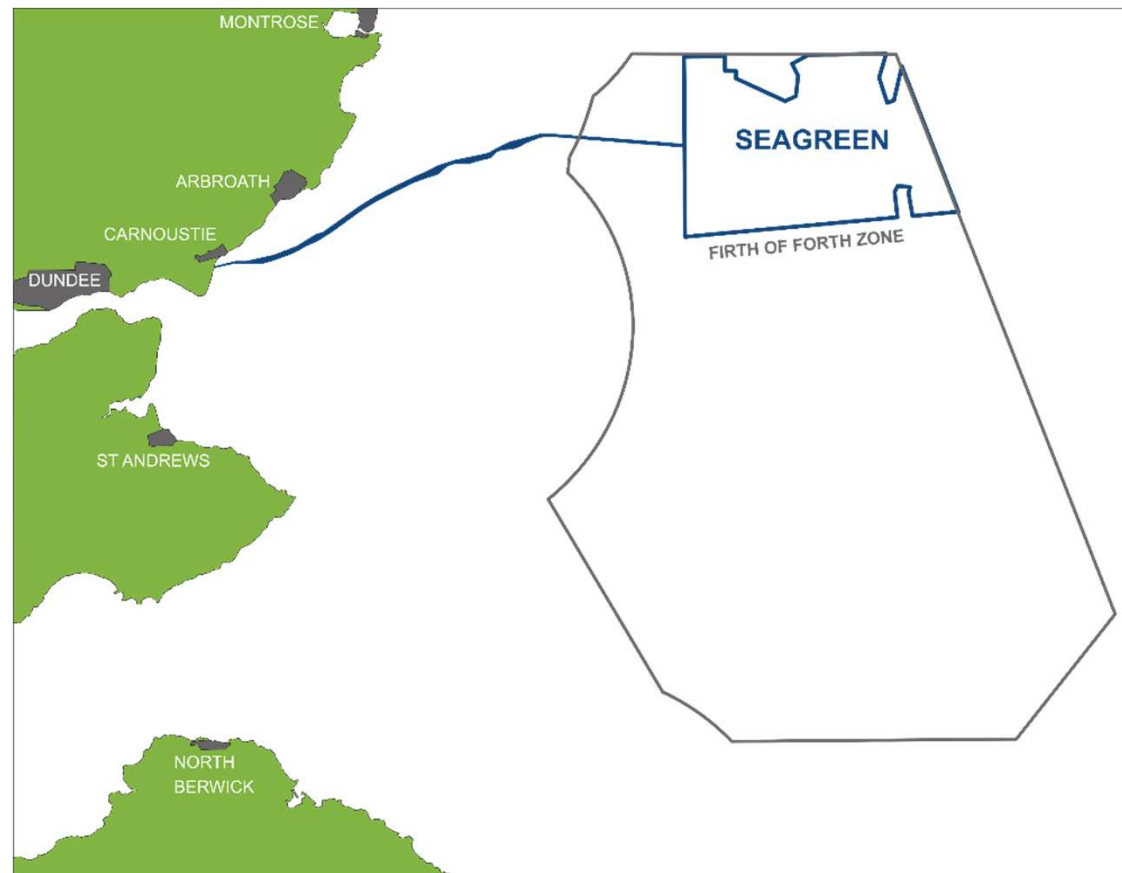 MONTROSE
SEAGREEN
ARBROATH
CARNOUSTIE
FIRTH OF FORTH ZONE
DUNDEE
ST ANDREWS
NORTH
BERWICK